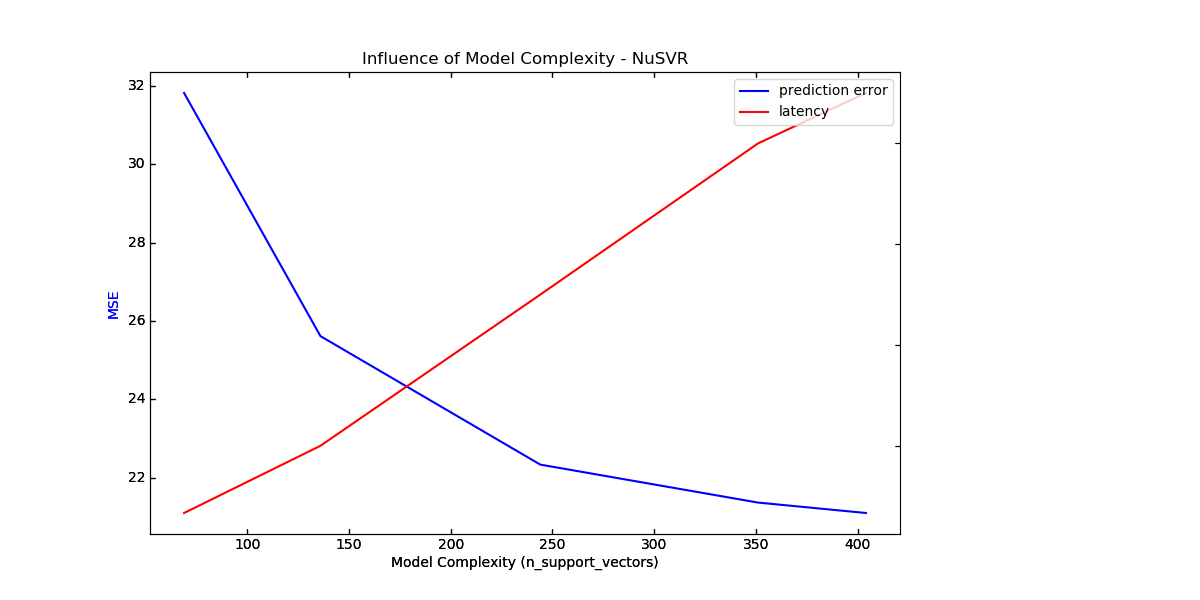 Influence of Model Complexity - NuSVR
prediction error
latency
32
30
28
26
24
22
MSE
100 150 200 250 300 350 400
Model Complexity (n_support_vectors)